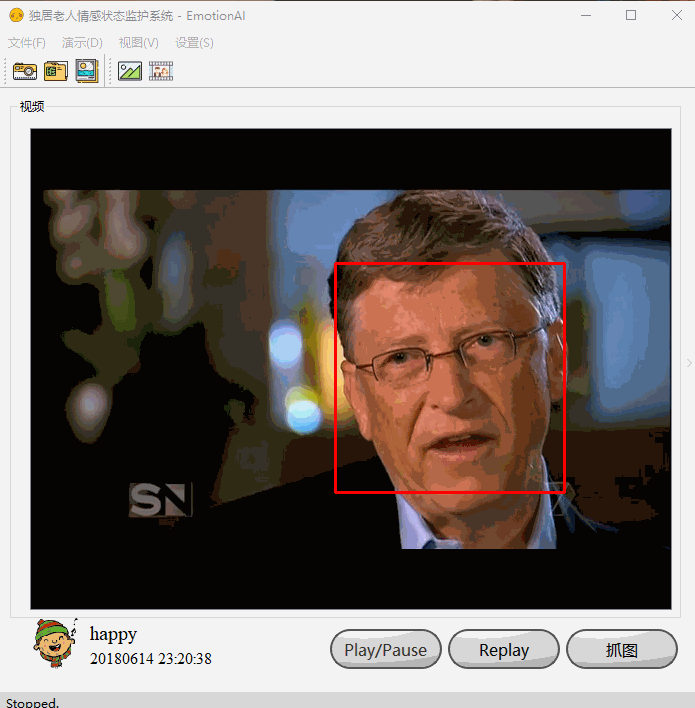 独居老人情感状态监护系统 - EmotionAI
文件(F) 演示(D) 视图(V) 设置(S)
视频
SN
happy
20180614 23:20:38
Play/Pause Replay 抓图
Stopped.